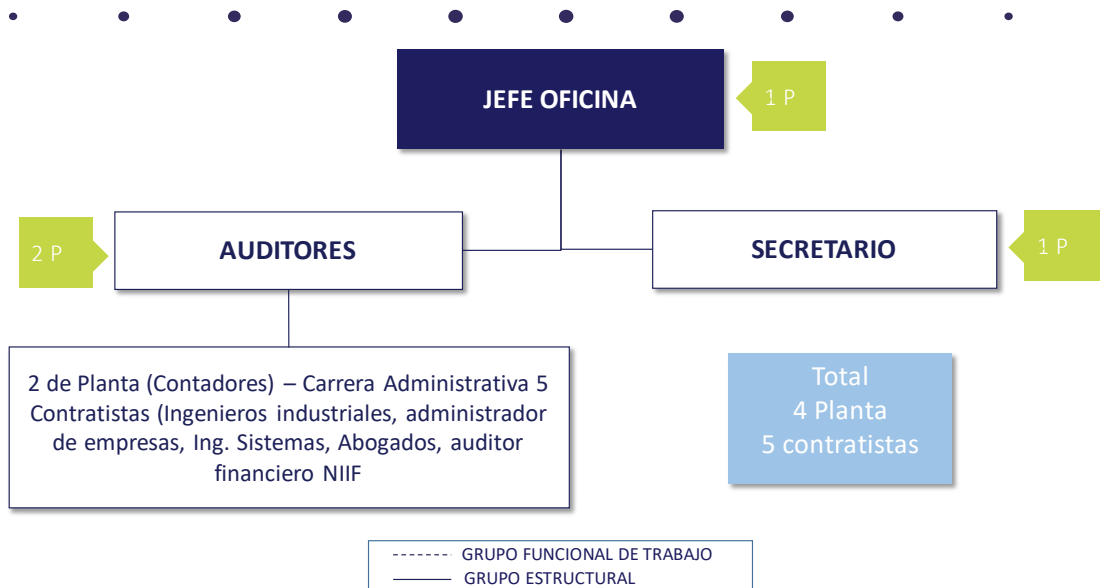 JEFE OFICINA
1 P
2 P
AUDITORES
SECRETARIO
1 P
2 de Planta (Contadores) – Carrera Administrativa 5
Contratistas (Ingenieros industriales, administrador
de empresas, Ing. Sistemas, Abogados, auditor
financiero NIIF
Total
4 Planta
5 contratistas
GRUPO FUNCIONAL DE TRABAJO
GRUPO ESTRUCTURAL